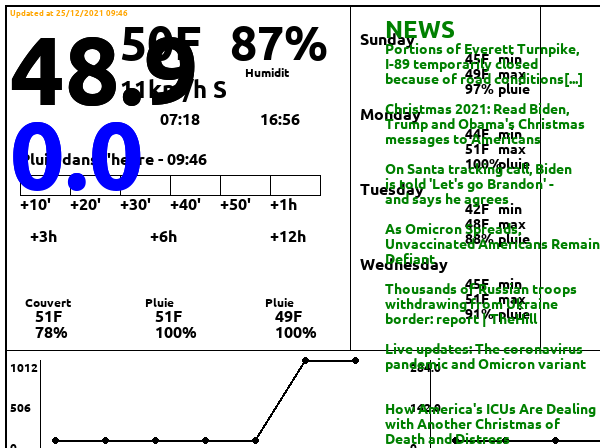 Updated at 25/12/2021 09:46
50F 87%
48.9
Humidit
11km/h S
07:18 16:56
0.0
Pluie dans l'heure - 09:46
+10' +20' +30' +40' +50' +1h
+3h +6h +12h
Couvert Pluie Pluie
51F 51F 49F
78% 100% 100%
Sunday
45F min
49F max
97% pluie
Monday
44F min
51F max
100%pluie
Tuesday
42F min
48F max
88% pluie
Wednesday
45F min
51F max
91% pluie
NEWS
Portions of Everett Turnpike,
I-89 temporarily closed
because of road conditions[...]
Christmas 2021: Read Biden,
Trump and Obama's Christmas
messages to Americans
On Santa tracking call, Biden
is told 'Let's go Brandon' -
and says he agrees
As Omicron Spreads,
Unvaccinated Americans Remain
Defiant
Thousands of Russian troops
withdrawing from Ukraine
border: report | TheHill
Live updates: The coronavirus
pandemic and Omicron variant
How America's ICUs Are Dealing
with Another Christmas of
Death and Distress
1012
506
0
284.0
142.0